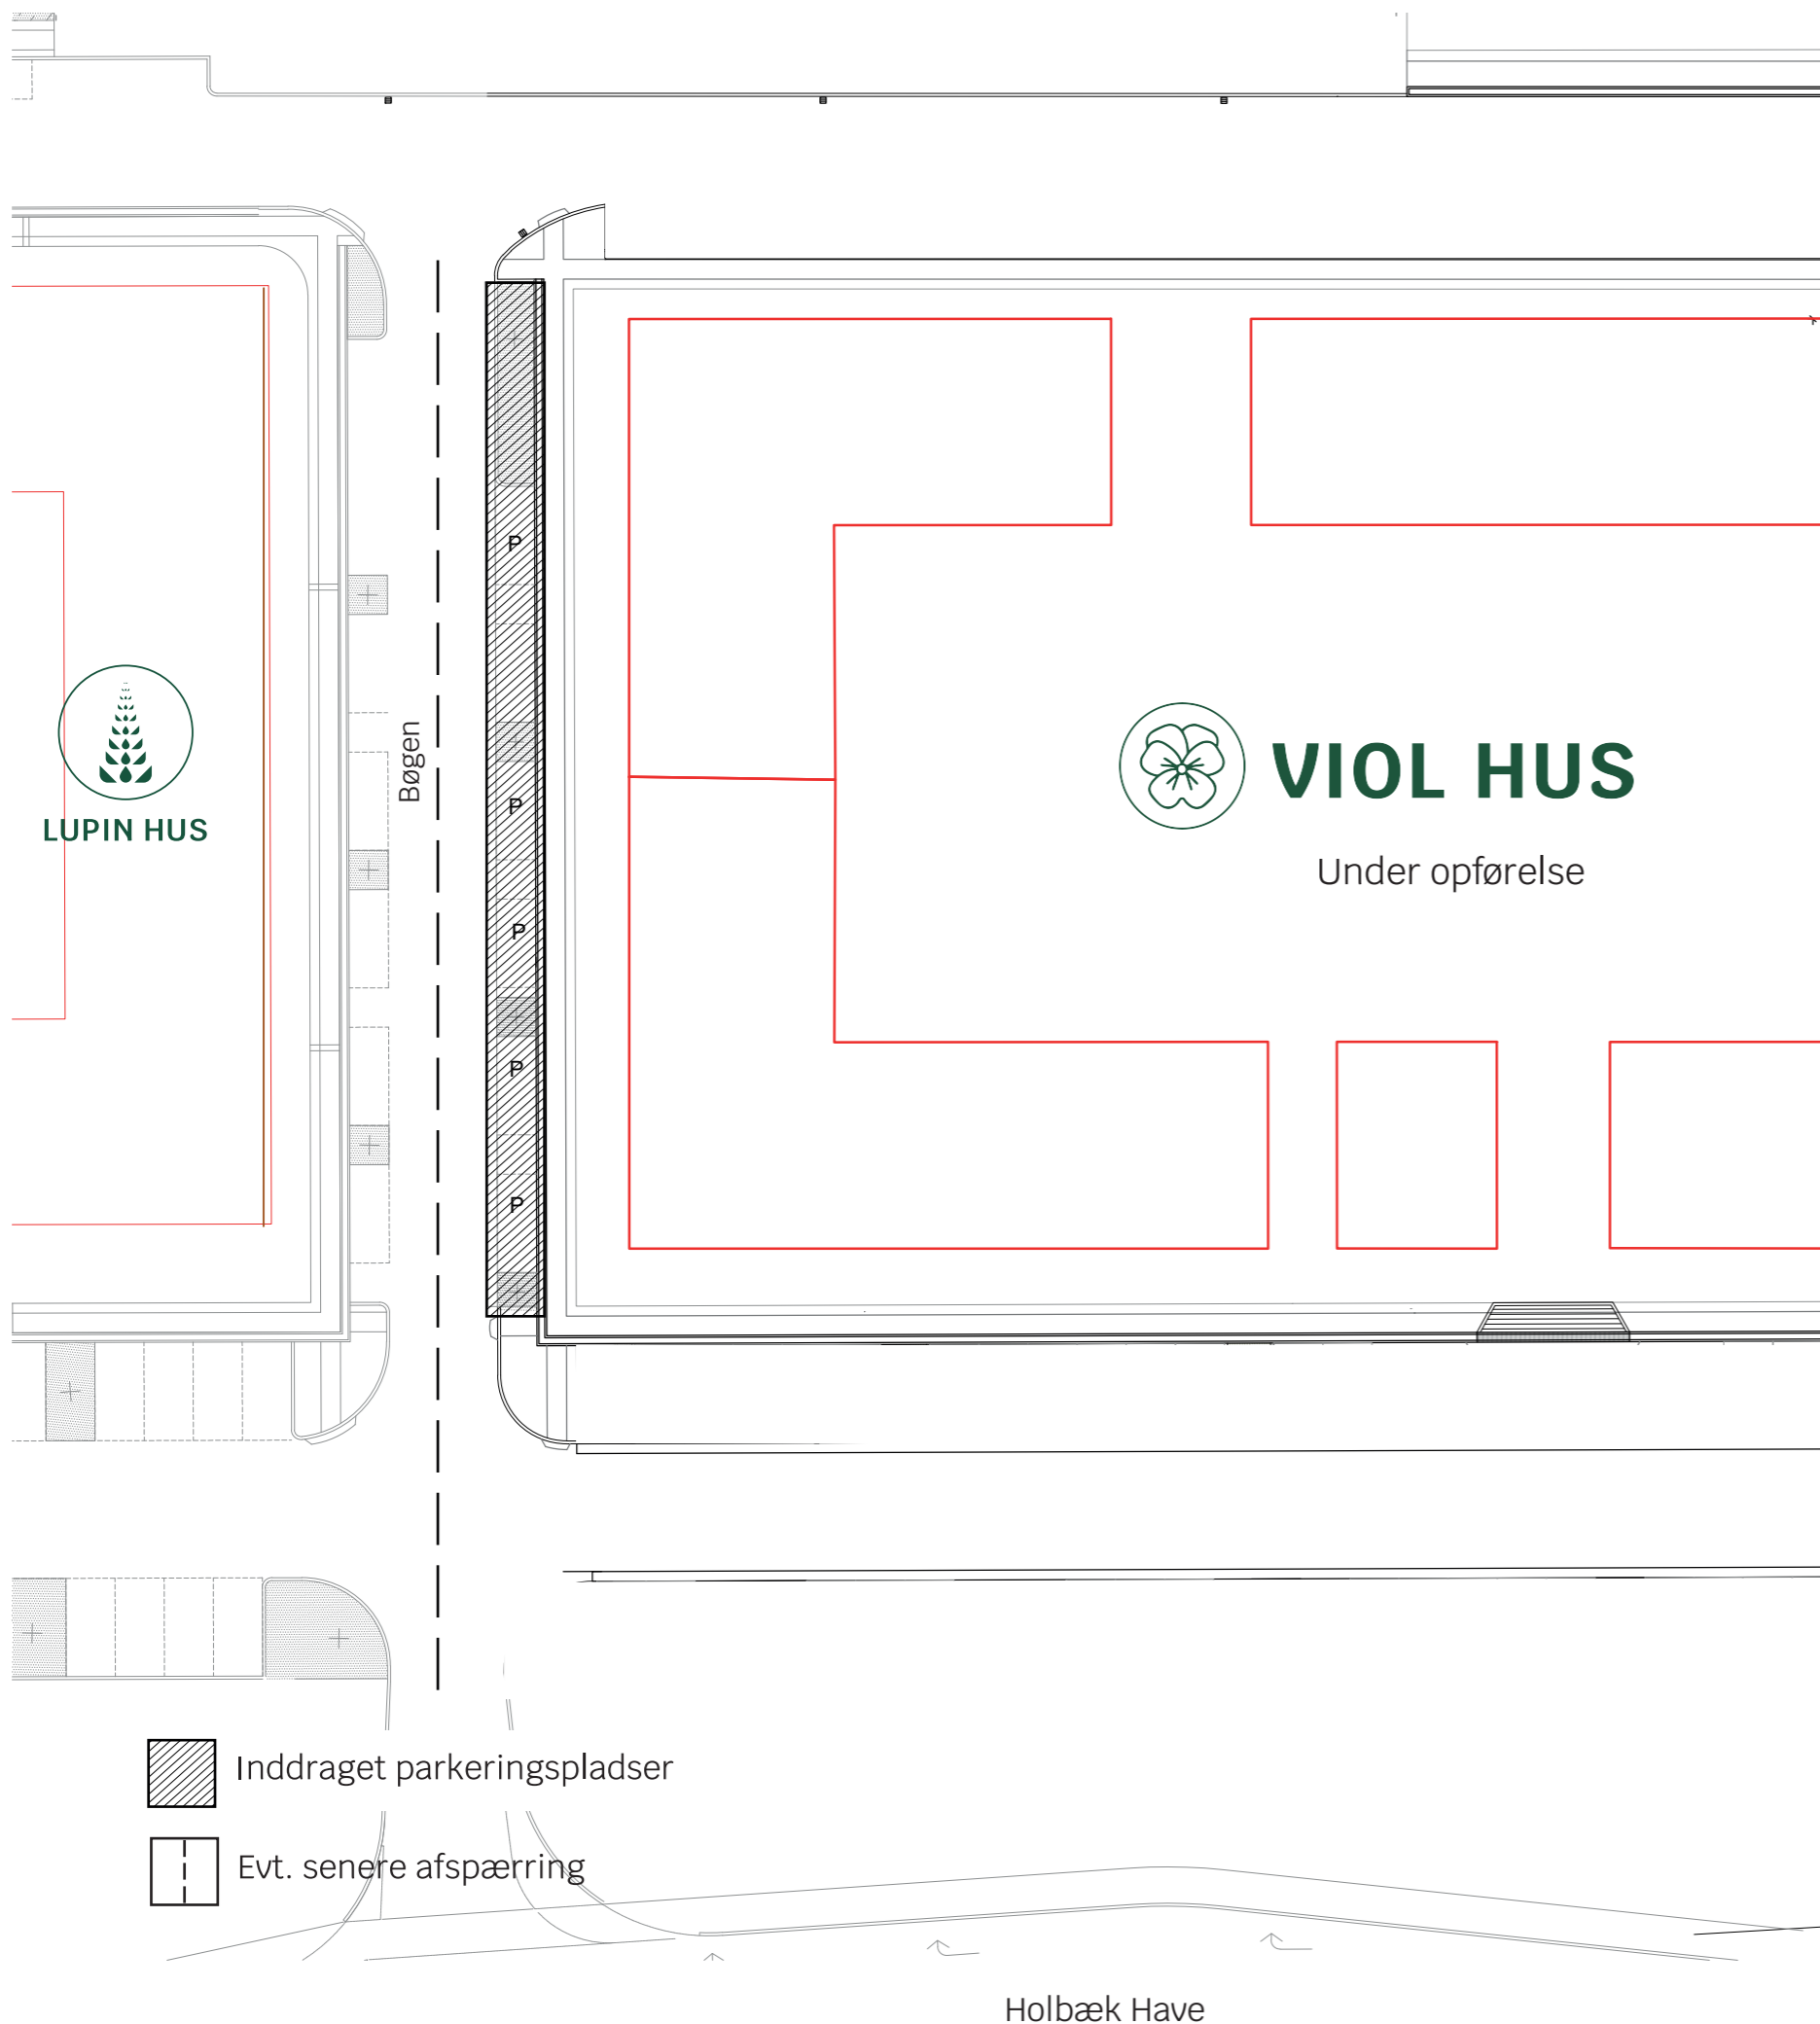 P
Bøgen
VIOL HUS
LUPIN HUS
P
Under opførelse
P
P
P
Inddraget parkeringspladser
Evt. senere afspærring
Holbæk Have